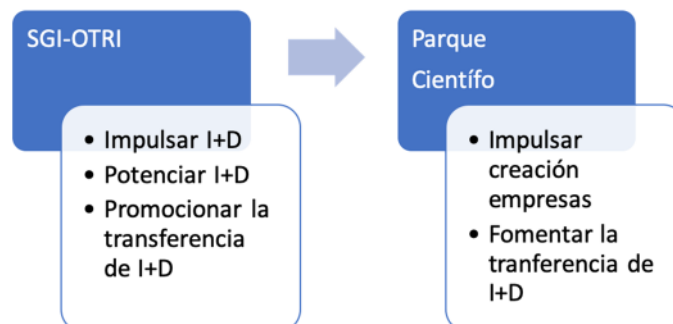 SGI-OTRI
• Impulsar I+D
• Potenciar I+D
• Promocionar la
transferencia
de I+D
Parque
Científo
• Impulsar
creación
empresas
• Fomentar la
tranferencia de
I+D